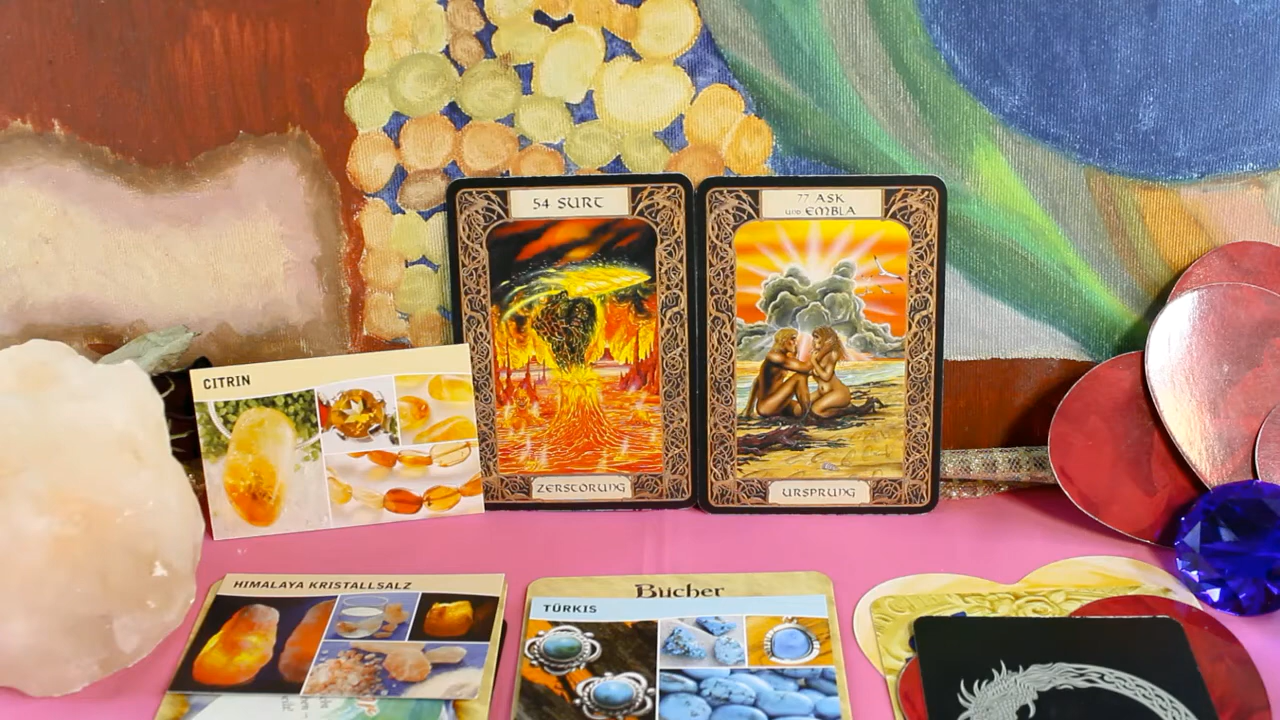 54 SURT
77 ASK
und EMBLA
CITRIN
ZERSTÖRUNG
URSPRUNG
HIMALAYA KRISTALLSALZ
Bücher
TÜRKIS